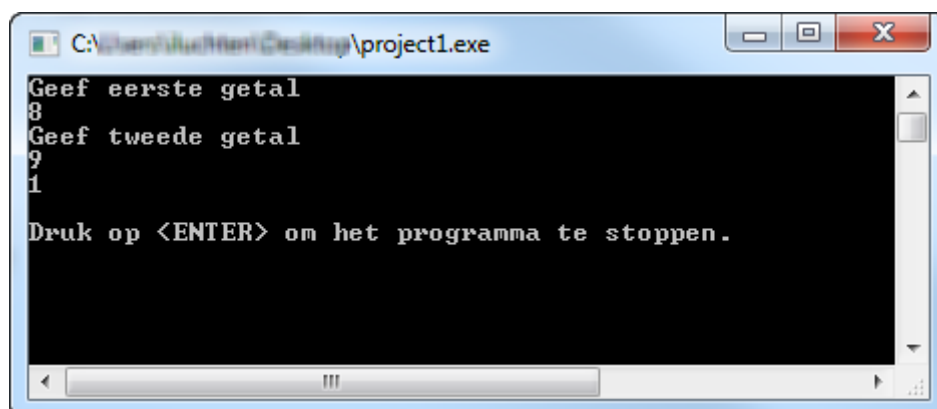 C:\ \project1.exe
Geef eerste getal
8
Geef tweede getal
9
1
Druk op <ENTER> om het programma te stoppen.